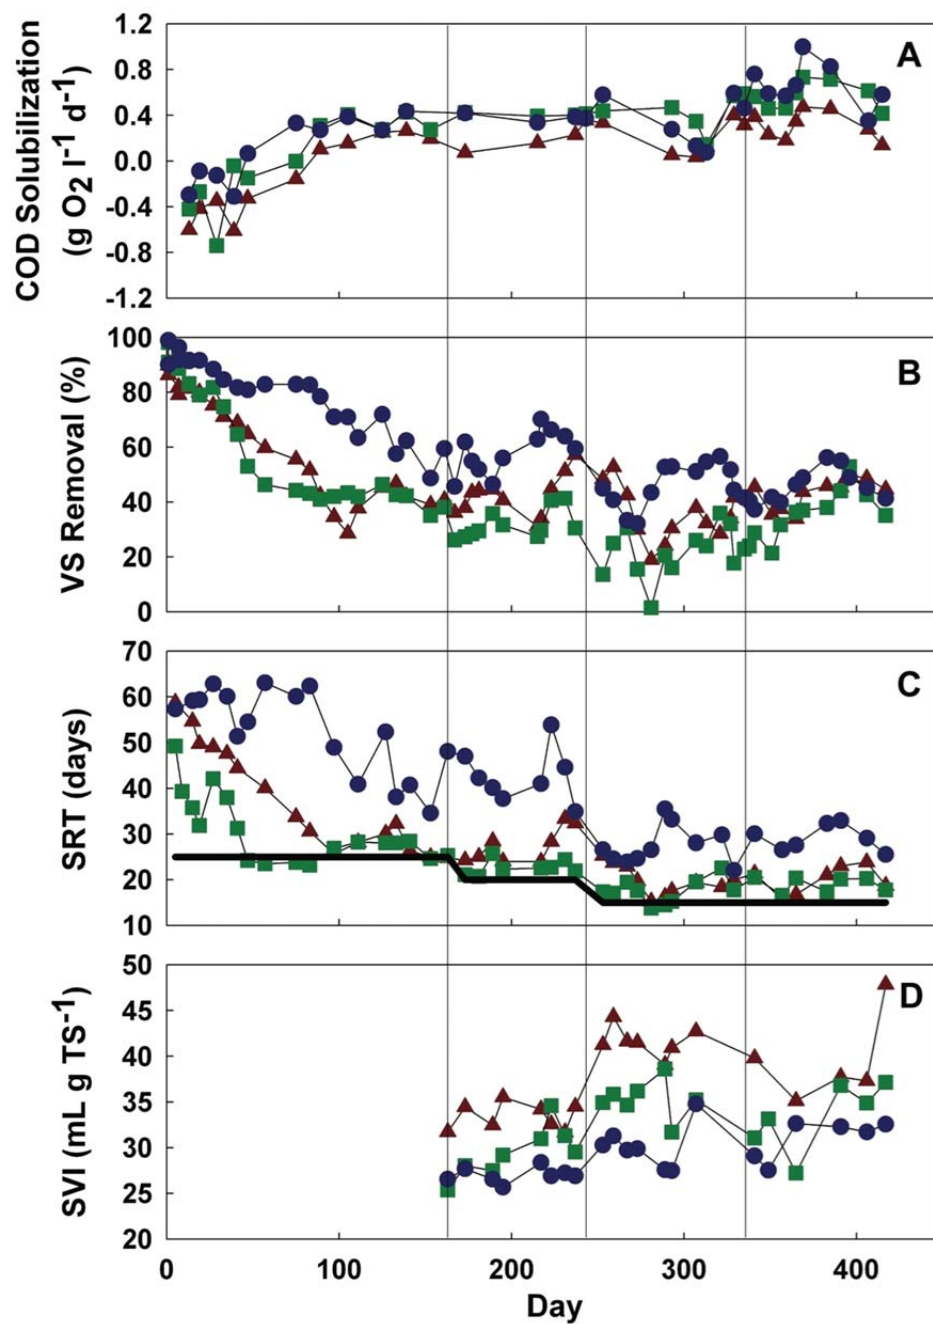 COD Solubilization
(g O2 l-1 d-1)
1.2
0.8
0.4
0.0
-0.4
-0.8
-1.2
A
VS Removal (%)
100
80
60
40
20
0
B
SRT (days)
70
60
50
40
30
20
10
C
SVI (mL g TS-1)
50
45
40
35
30
25
20
D
0 100 200 300 400
Day